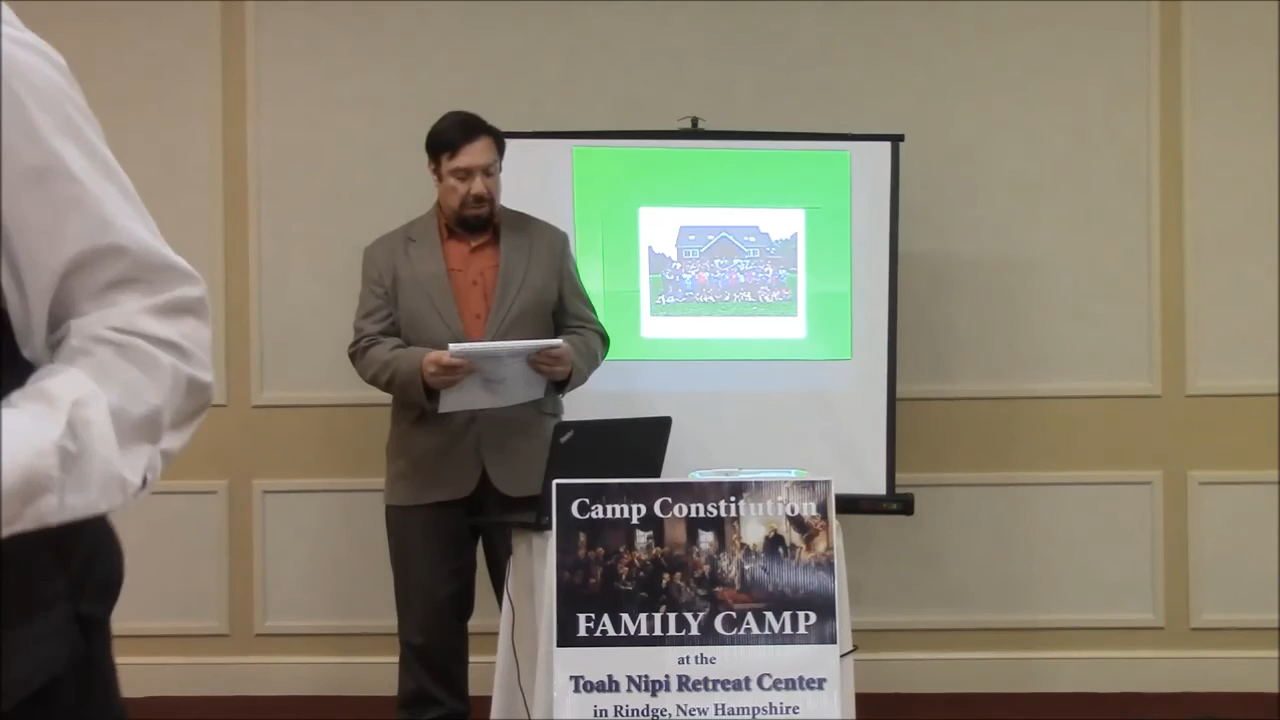 Camp Constitution
FAMILY CAMP
at the
Toah Nipi Retreat Center
in Rindge, New Hampshire